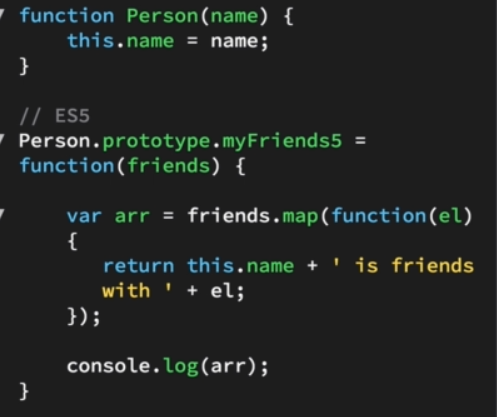 function Person(name) {
    this.name = name;
}
// ES5
Person.prototype.myFriends5 =
function(friends) {
    var arr = friends.map(function(el)
    {
       return this.name + ' is friends
       with ' + el;
    });
    console.log(arr);
}